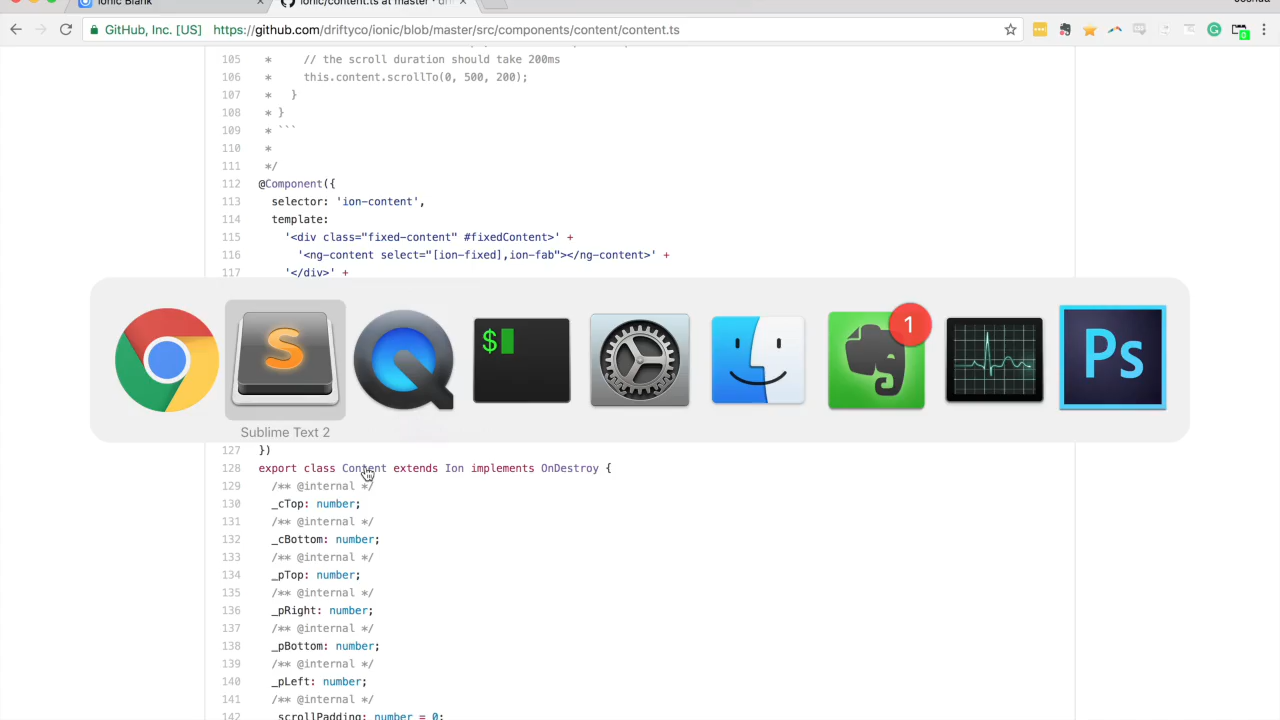 Ionic Blank
ionic/content.ts at master · drif
Joshua
GitHub, Inc. [US]
https://github.com/driftyco/ionic/blob/master/src/components/content/content.ts
0
105 * // the scroll duration should take 200ms
106 * this.content.scrollTo(0, 500, 200);
107 * }
108 * }
109 * ```
110 *
111 */
112 @Component({
113 selector: 'ion-content',
114 template:
115 '<div class="fixed-content" #fixedContent>' +
116 '<ng-content select="[ion-fixed],ion-fab"></ng-content>' +
117 '</div>' +
S
$
1
Ps
Sublime Text 2
127 })
128 export class Content extends Ion implements OnDestroy {
129 /** @internal */
130 _cTop: number;
131 /** @internal */
132 _cBottom: number;
133 /** @internal */
134 _pTop: number;
135 /** @internal */
136 _pRight: number;
137 /** @internal */
138 _pBottom: number;
139 /** @internal */
140 _pLeft: number;
141 /** @internal */
142 _scrollPadding: number = 0;